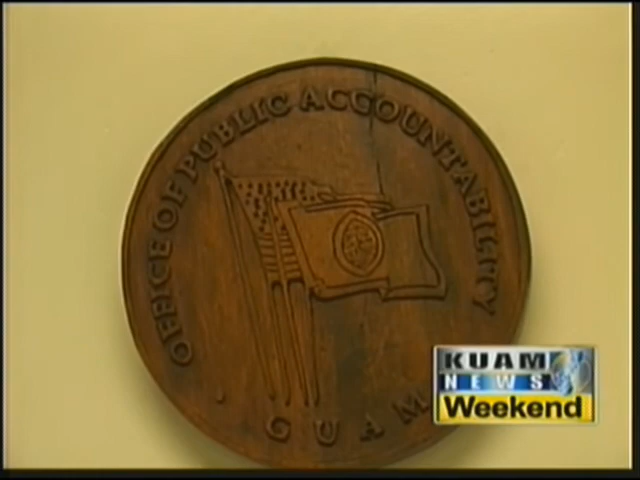 OFFICE OF PUBLIC ACCOUNTABILITY
GUAM
KUAM
NEWS
Weekend